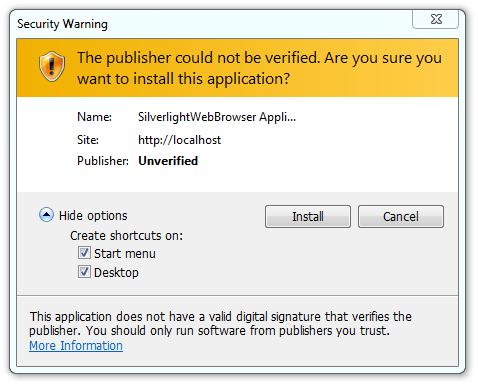 Security Warning
The publisher could not be verified. Are you sure you
want to install this application?
Name: SilverlightWebBrowser Appli...
Site: http://localhost
Publisher: Unverified
Hide options
Install
Cancel
Create shortcuts on:
Start menu
Desktop
This application does not have a valid digital signature that verifies the
publisher. You should only run software from publishers you trust.
More Information